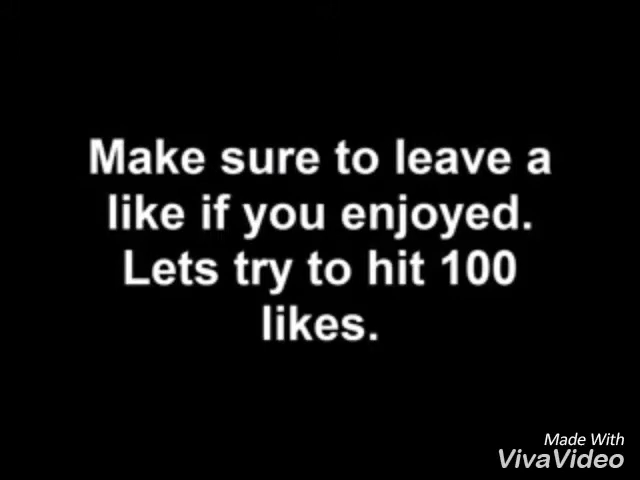 Make sure to leave a
like if you enjoyed.
Lets try to hit 100
likes.
Made With
VivaVideo